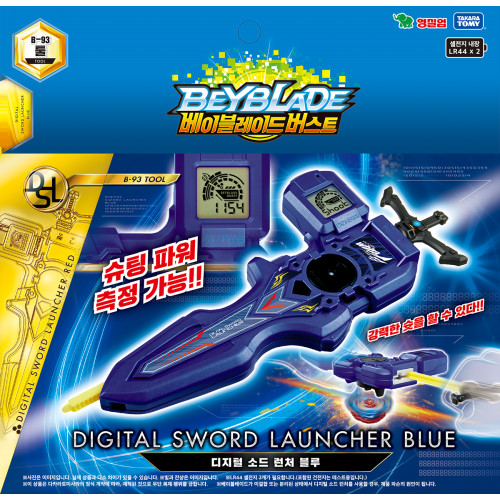 B-93
툴
TOOL
영실업
TAKARA
TOMY
셀전지 내장
LR44 × 2
BEYBLADE
베이블레이드버스트
DSL
B-93 TOOL
1154
Shoot
슈링 파워
측정 가능!!
강력한 슛을 할 수 있다!!
DIGITAL SWORD LAUNCHER RED
DIGITAL SWORD LAUNCHER BLUE
디지털 소드 런처 블루